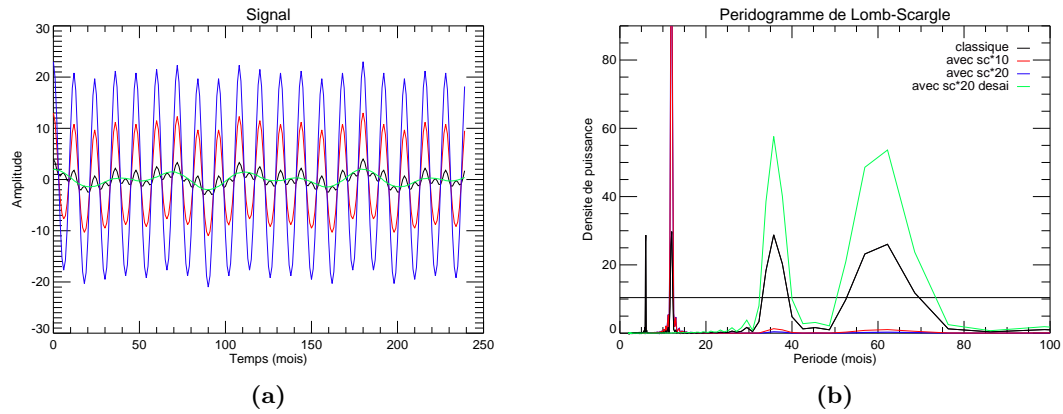 Signal
30
20
10
0
-10
-20
-30
Amplitude
0
50
100
150
200
250
Temps (mois)
(a)
Peridogramme de Lomb-Scargle
classique
avec sc*10
avec sc*20
avec sc*20 desai
80
60
40
20
0
Densite de puissance
0
20
40
60
80
100
Periode (mois)
(b)